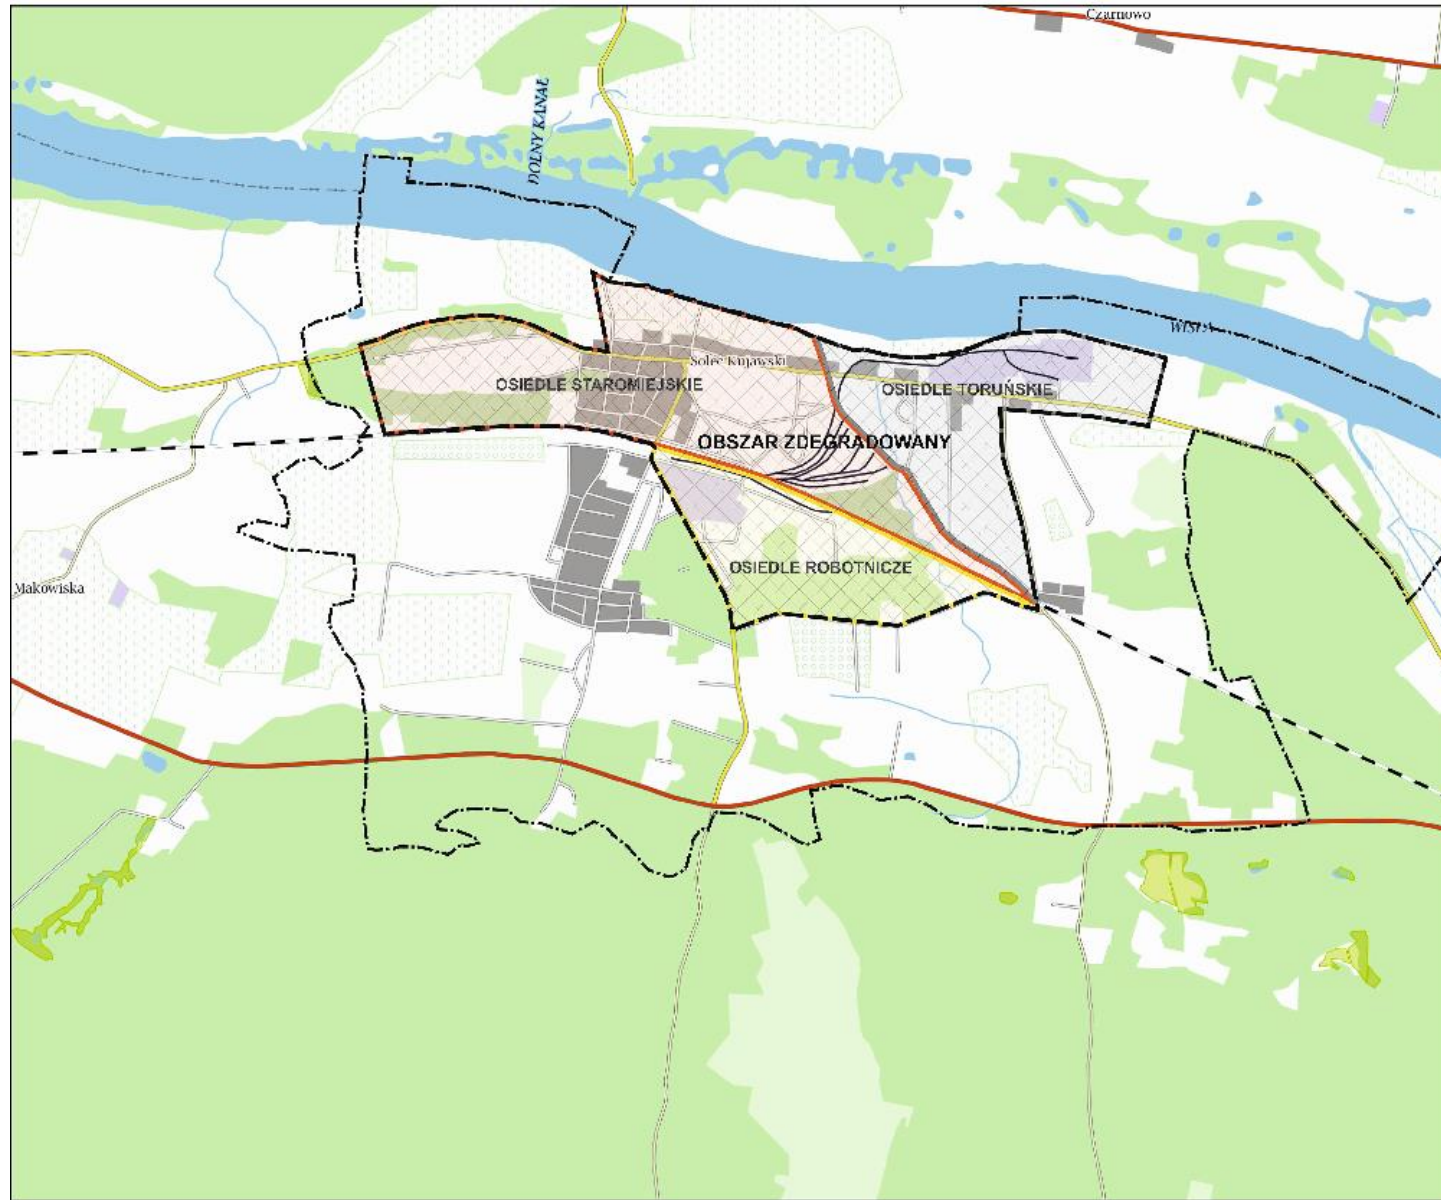 Czarnowo
DOLNY KANAŁ
WISŁA
Solec Kujawski
OSIEDLE STAROMIEJSKIE
OSIEDLE TORUŃSKIE
OBSZAR ZDEGRADOWANY
OSIEDLE ROBOTNICZE
Makowiska